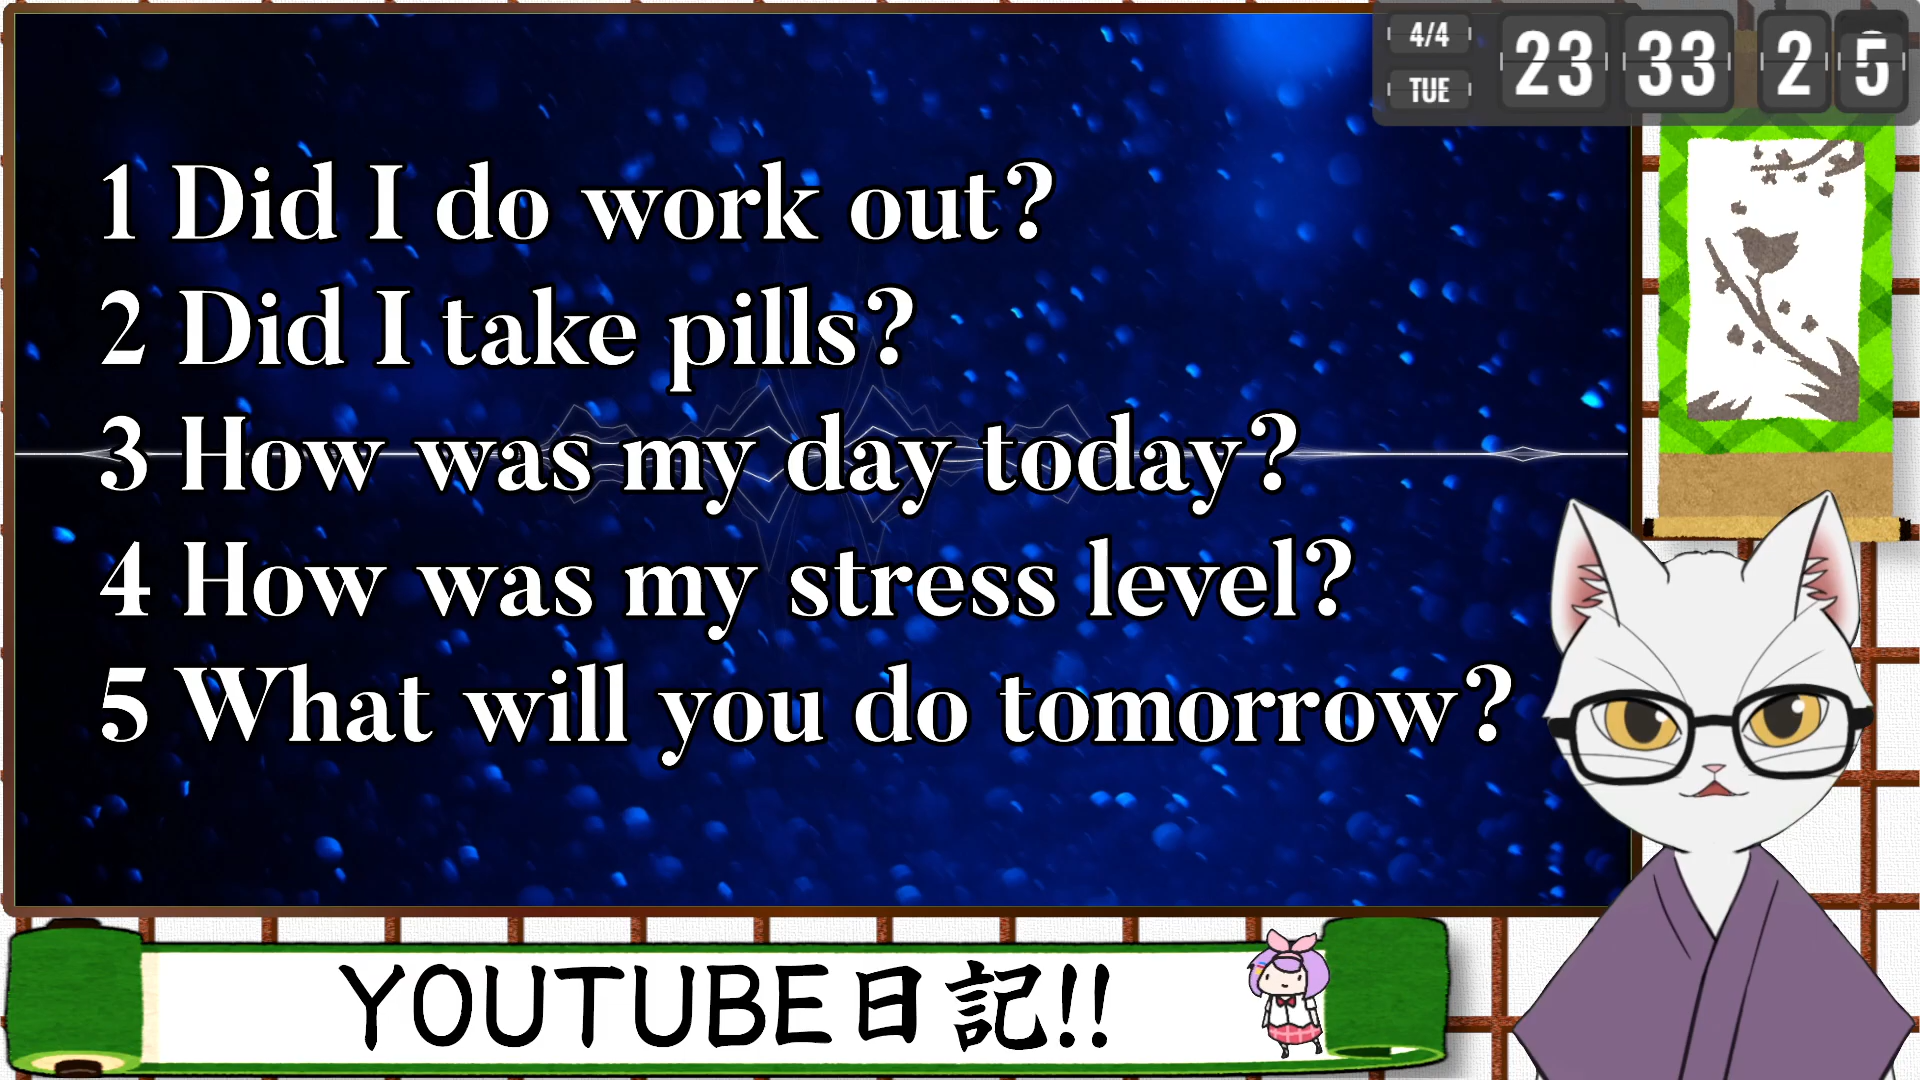 4/4
TUE
23 33 2 5
1 Did I do work out?
2 Did I take pills?
3 How was my day today?
4 How was my stress level?
5 What will you do tomorrow?
YOUTUBE日記!!